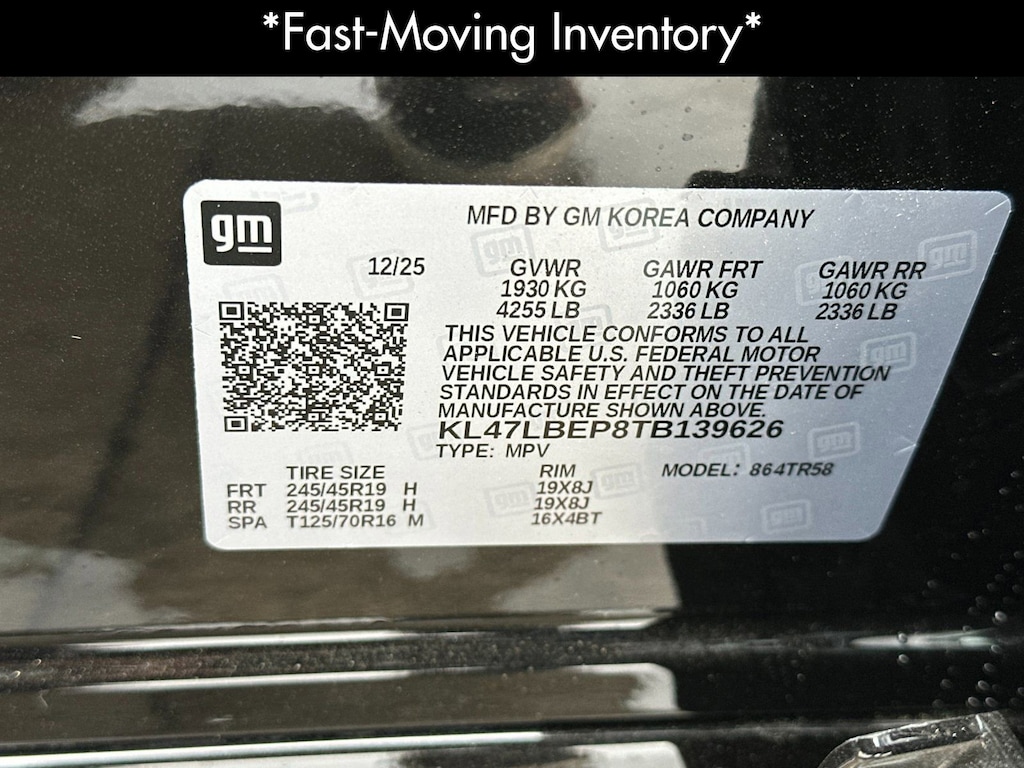 *Fast-Moving Inventory*
gm
MFD BY GM KOREA COMPANY
12/25 GVWR GAWR FRT GAWR RR
1930 KG 1060 KG 1060 KG
4255 LB 2336 LB 2336 LB
THIS VEHICLE CONFORMS TO ALL
APPLICABLE U.S. FEDERAL MOTOR
VEHICLE SAFETY AND THEFT PREVENTION
STANDARDS IN EFFECT ON THE DATE OF
MANUFACTURE SHOWN ABOVE.
KL47LBEP8TB139626
TYPE: MPV
TIRE SIZE RIM MODEL: 864TR58
FRT 245/45R19 H 19X8J
RR 245/45R19 H 19X8J
SPA T125/70R16 M 16X4BT